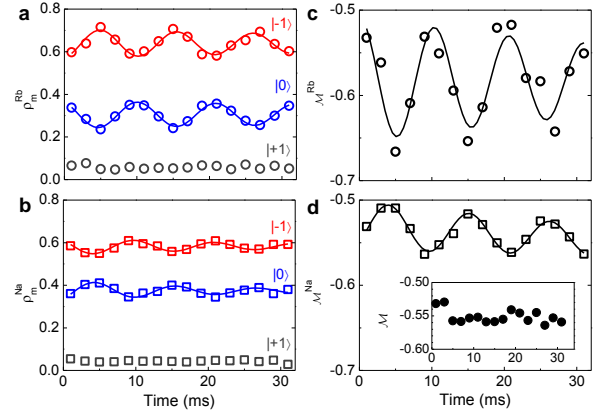 a
0.8
0.6
0.4
0.2
0.0
ρ_m^Rb
|-1⟩
|0⟩
|+1⟩
b
0.8
0.6
0.4
0.2
0.0
ρ_m^Na
|-1⟩
|0⟩
|+1⟩
0 10 20 30
Time (ms)
c
-0.5
-0.6
-0.7
ℳ^Rb
d
-0.5
-0.6
-0.7
ℳ^Na
-0.50
-0.55
-0.60
ℳ
0 10 20 30
0 10 20 30
Time (ms)